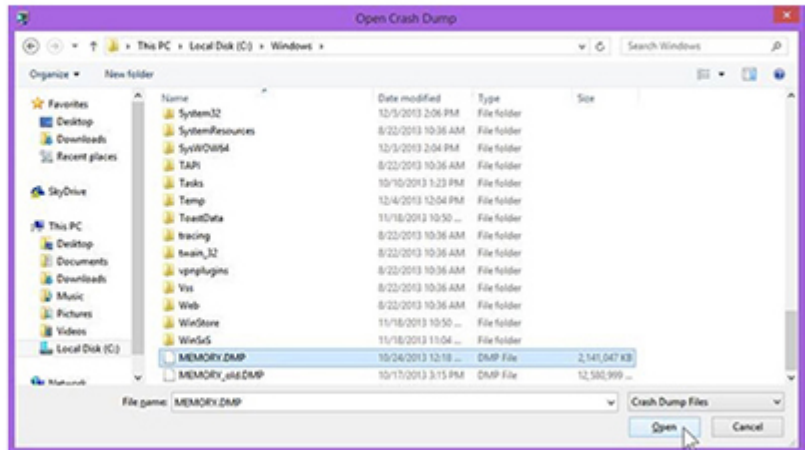 Open Crash Dump
This PC Local Disk (C:) Windows
Search Windows
Organize New folder
Name Date modified Type Size
Favorites
Desktop
Downloads
Recent places
SkyDrive
This PC
Desktop
Documents
Downloads
Music
Pictures
Videos
Local Disk (C:)
Network
System32 12/5/2013 2:06 PM File folder
SystemResources 8/22/2013 10:36 AM File folder
SysWOW64 12/3/2013 2:04 PM File folder
TAPI 8/22/2013 10:36 AM File folder
Tasks 10/10/2013 1:23 PM File folder
Temp 12/4/2013 12:04 PM File folder
ToastData 11/18/2013 10:50 ... File folder
tracing 8/22/2013 10:36 AM File folder
twain_32 8/22/2013 10:36 AM File folder
vpnplugins 8/22/2013 10:36 AM File folder
Vss 8/22/2013 10:36 AM File folder
Web 8/22/2013 10:36 AM File folder
WinStore 11/18/2013 10:50 ... File folder
WinSxS 11/18/2013 11:04 ... File folder
MEMORY.DMP 10/24/2013 12:18 ... DMP File 2,141,047 KB
MEMORY_old.DMP 10/17/2013 3:15 PM DMP File 12,580,999 ...
File name: MEMORY.DMP Crash Dump Files
Open Cancel